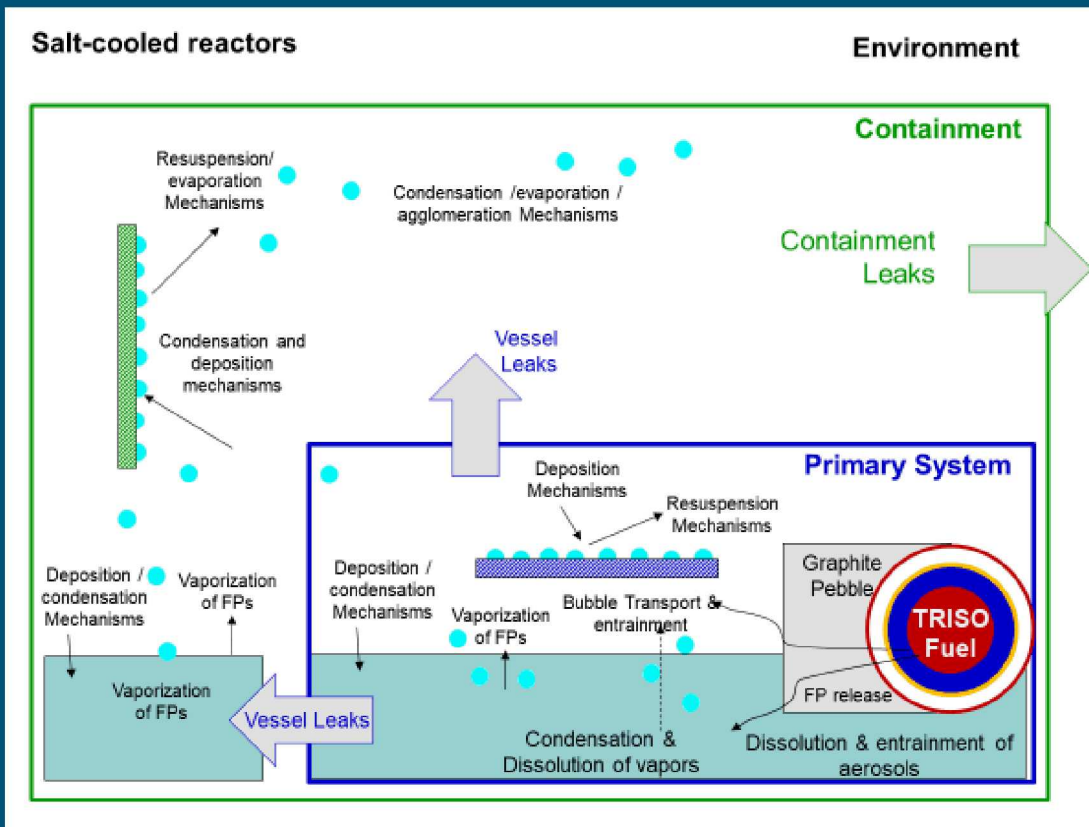 Salt-cooled reactors
Environment
Containment
Resuspension/
evaporation
Mechanisms
Condensation /evaporation /
agglomeration Mechanisms
Containment
Leaks
Condensation and
deposition
mechanisms
Vessel
Leaks
Primary System
Deposition
Mechanisms
Resuspension
Mechanisms
Deposition /
condensation
Mechanisms
Vaporization
of FPs
Deposition /
condensation
Mechanisms
Vaporization
of FPs
Bubble Transport &
entrainment
Graphite
Pebble
TRISO
Fuel
FP release
Vaporization
of FPs
Vessel Leaks
Condensation &
Dissolution of vapors
Dissolution & entrainment of
aerosols